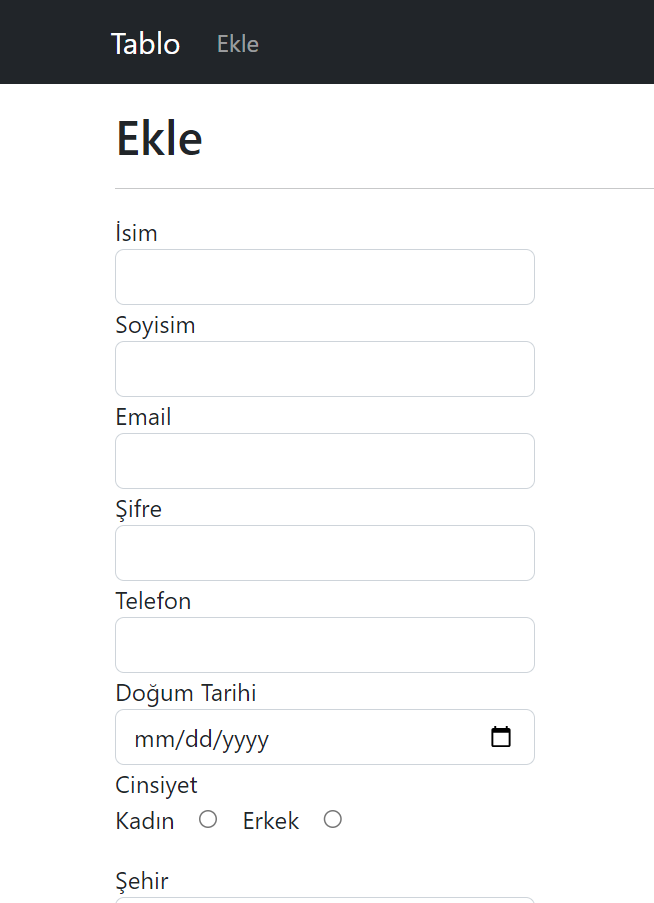 Tablo Ekle
Ekle
İsim
Soyisim
Email
Şifre
Telefon
Doğum Tarihi
mm/dd/yyyy
Cinsiyet
Kadın Erkek
Şehir